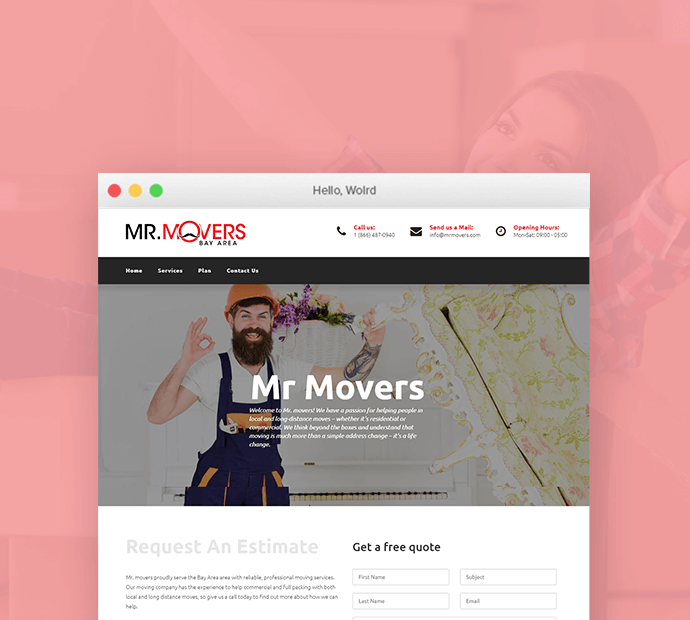 Hello, Wolrd
MR.MOVERS
BAY AREA
Call us:
1 (866) 487-0940
Send us a Mail:
info@mrmovers.com
Opening Hours:
Mon-Sat: 09:00 - 05:00
Home Services Plan Contact Us
Mr Movers
Welcome to Mr. movers! We have a passion for helping people in
local and long-distance moves – whether it's residential or
commercial. We think beyond the boxes and understand that
moving is much more than a simple address change – it's a life
change.
Request An Estimate
Mr. movers proudly serve the Bay Area area with reliable, professional moving services.
Our moving company has the experience to help commercial and full packing with both
local and long distance moves, so give us a call today to find out more about how we can
help.
Get a free quote
First Name Subject
Last Name Email